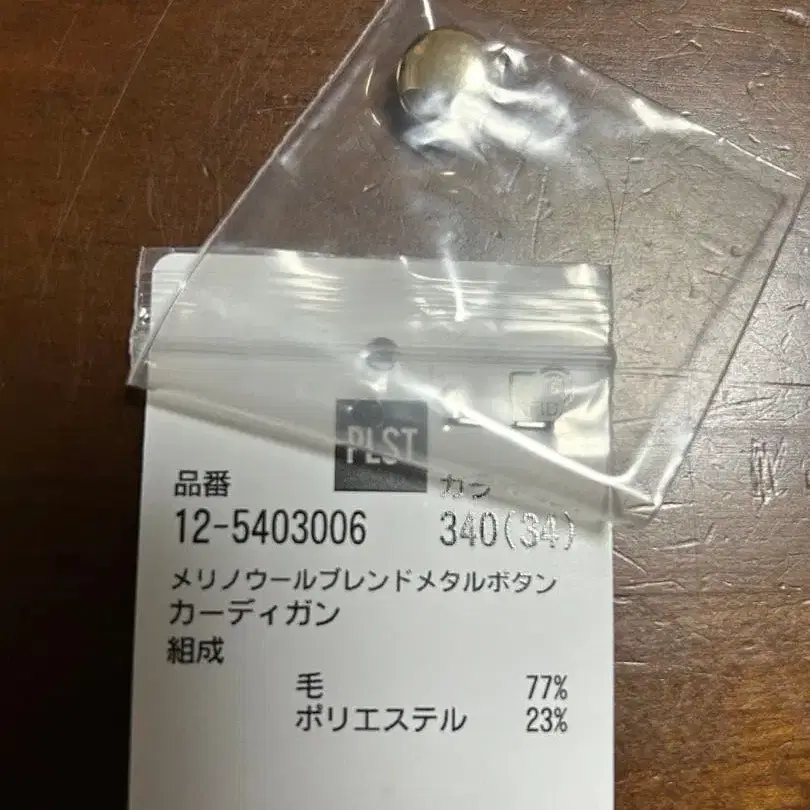 PLST
品番
カラ
12-5403006
340(34)
メリノウールブレンドメタルボタン
カーディガン
組成
毛 77%
ポリエステル 23%